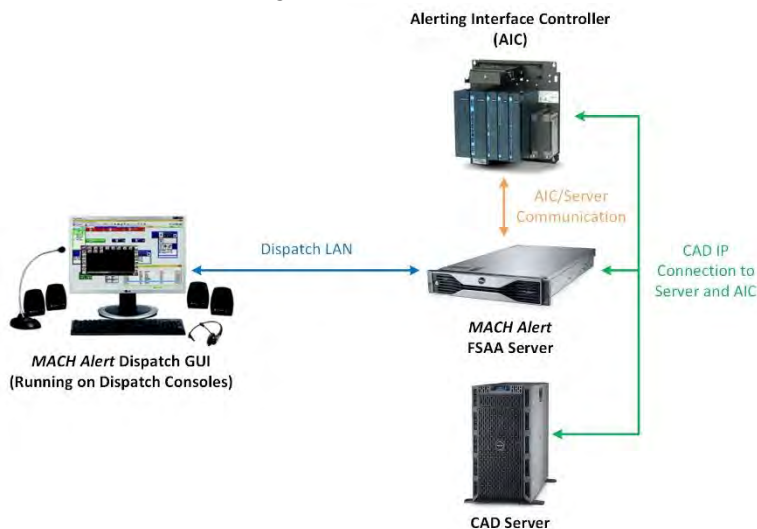 Alerting Interface Controller
(AIC)
AIC/Server
Communication
Dispatch LAN
CAD IP
Connection to
Server and AIC
MACH Alert
FSAA Server
MACH Alert Dispatch GUI
(Running on Dispatch Consoles)
CAD Server